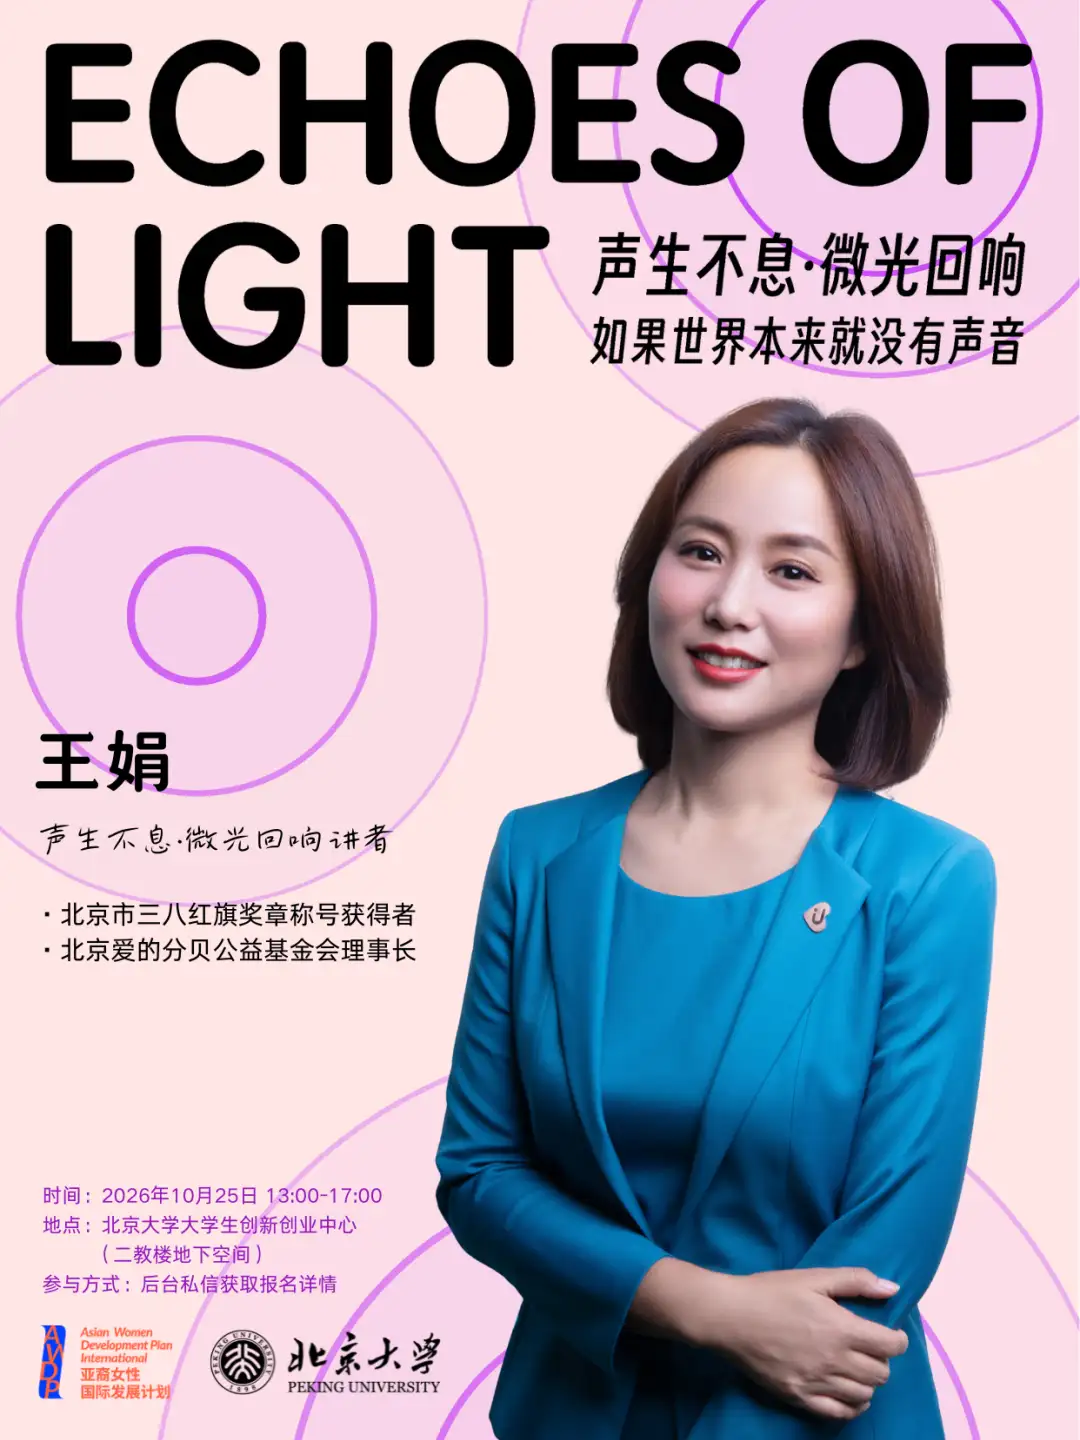 ECHOES OF
LIGHT
声生不息·微光回响
如果世界本来就没有声音
王娟
声生不息·微光回响讲者
·北京市三八红旗奖章称号获得者
·北京爱的分贝公益基金会理事长
时间：2026年10月25日 13:00-17:00
地点：北京大学大学生创新创业中心
（二教楼地下空间）
参与方式：后台私信获取报名详情
AWDP
Asian Women
Development Plan
International
亚裔女性
国际发展计划
PEKING UNIVERSITY
1898
北京大学
PEKING UNIVERSITY